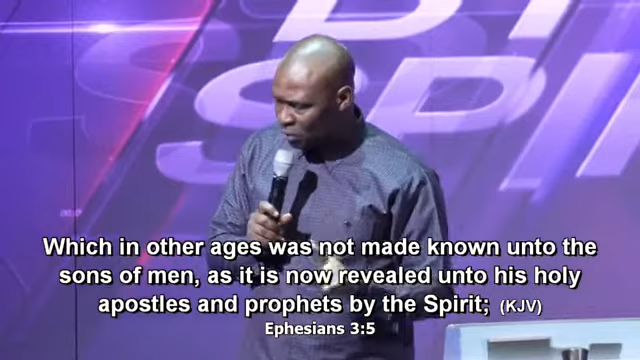 SPI
Which in other ages was not made known unto the
sons of men, as it is now revealed unto his holy
apostles and prophets by the Spirit; (KJV)
Ephesians 3:5